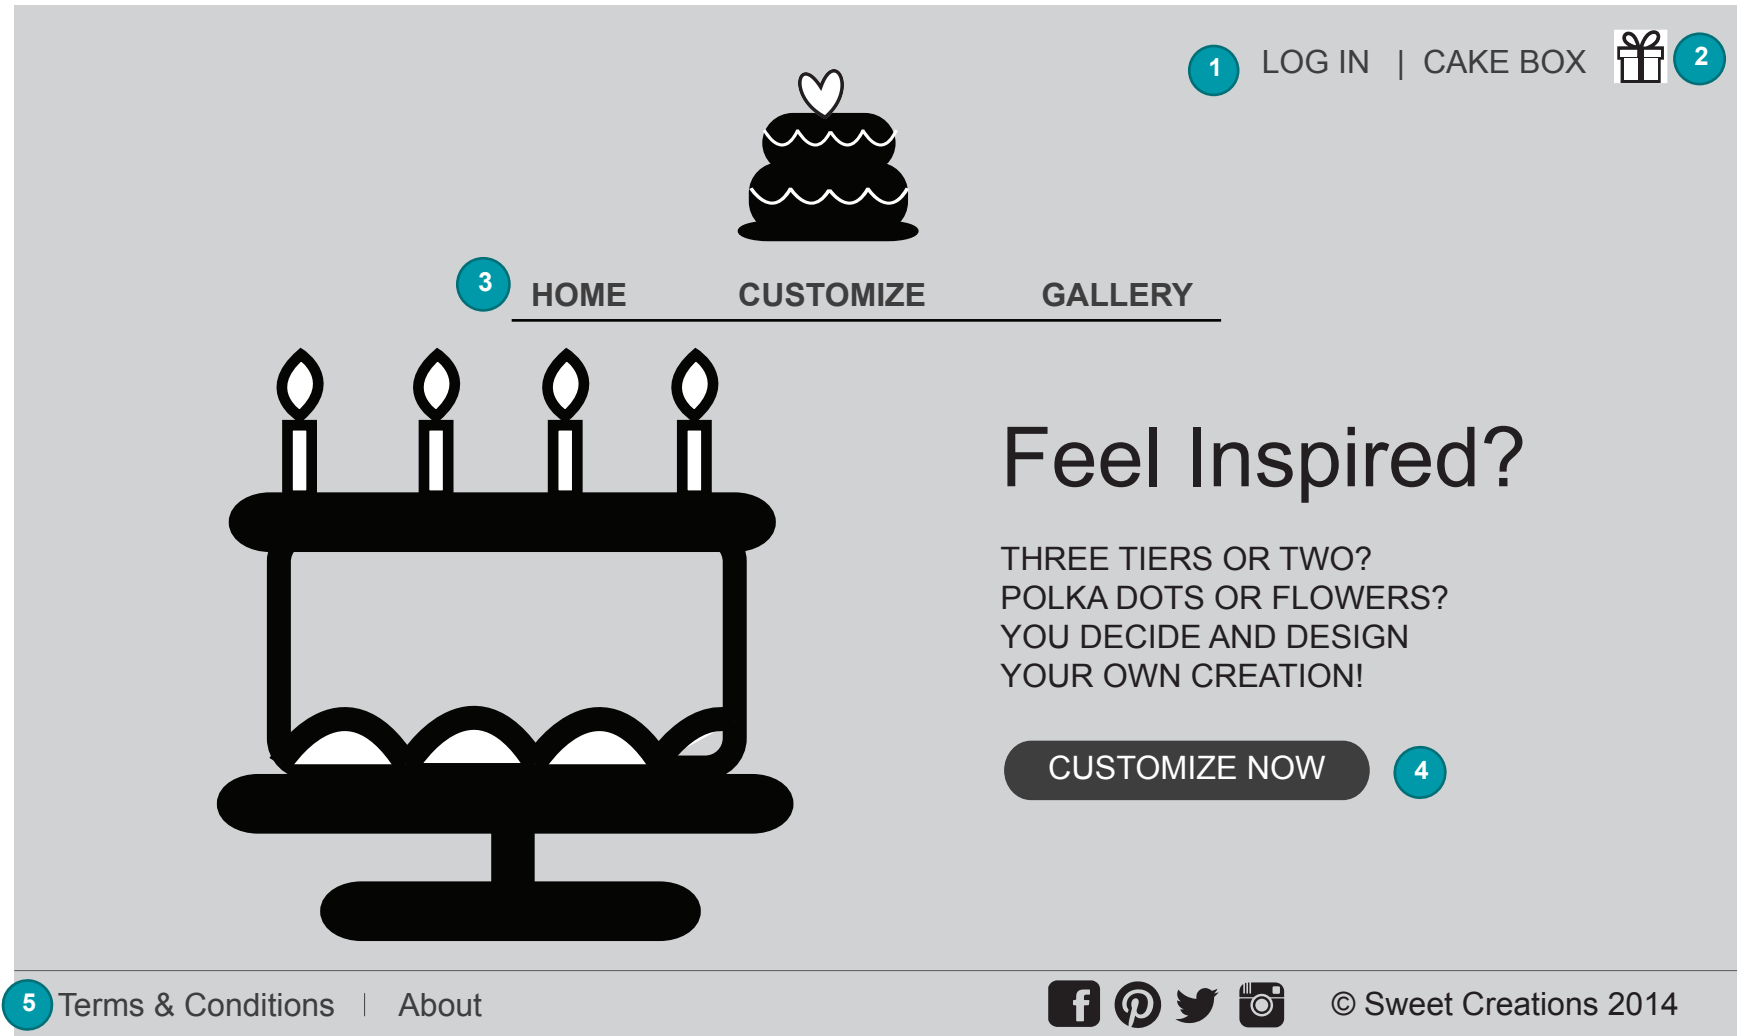 1 LOG IN | CAKE BOX 2
3 HOME CUSTOMIZE GALLERY
Feel Inspired?
THREE TIERS OR TWO?
POLKA DOTS OR FLOWERS?
YOU DECIDE AND DESIGN
YOUR OWN CREATION!
CUSTOMIZE NOW 4
5 Terms & Conditions | About © Sweet Creations 2014